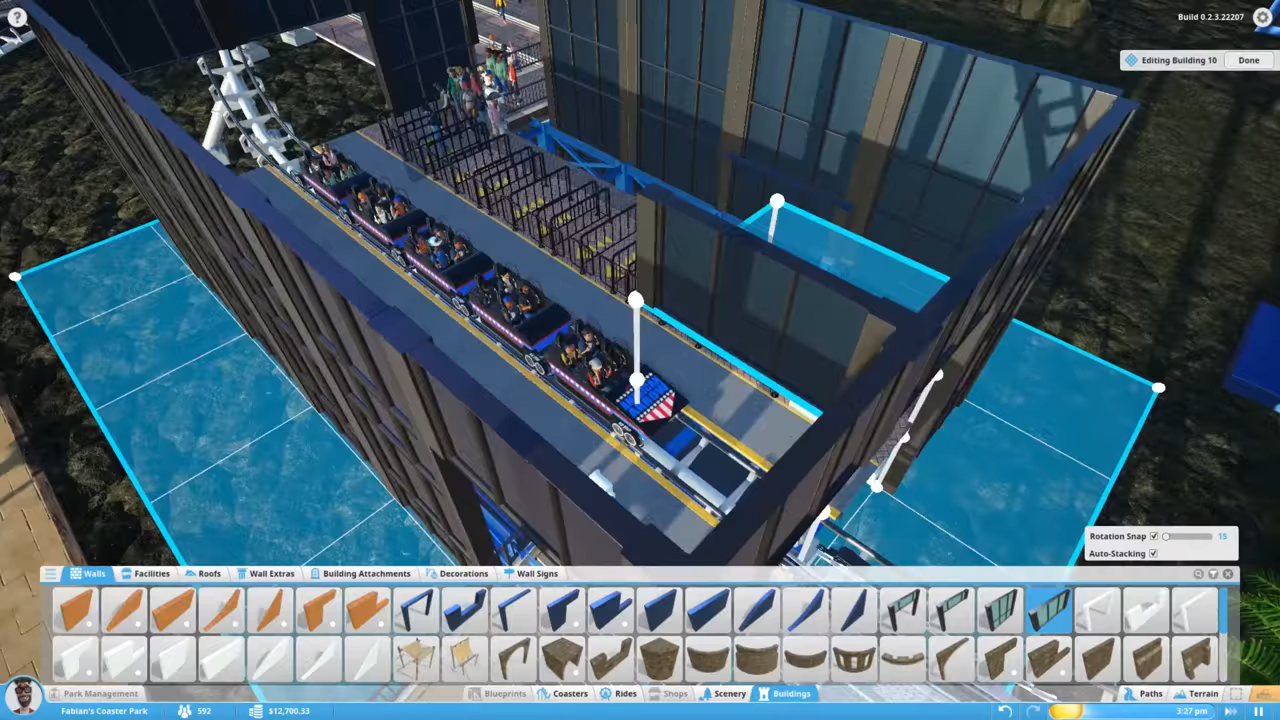 ?
Build 0.2.3.22207
Editing Building 10 Done
Rotation Snap 15
Auto-Stacking
Walls Facilities Roofs Wall Extras Building Attachments Decorations Wall Signs
Park Management Blueprints Coasters Rides Shops Scenery Buildings Paths Terrain
Fabian's Coaster Park 592 $12,700.33 3:27 pm